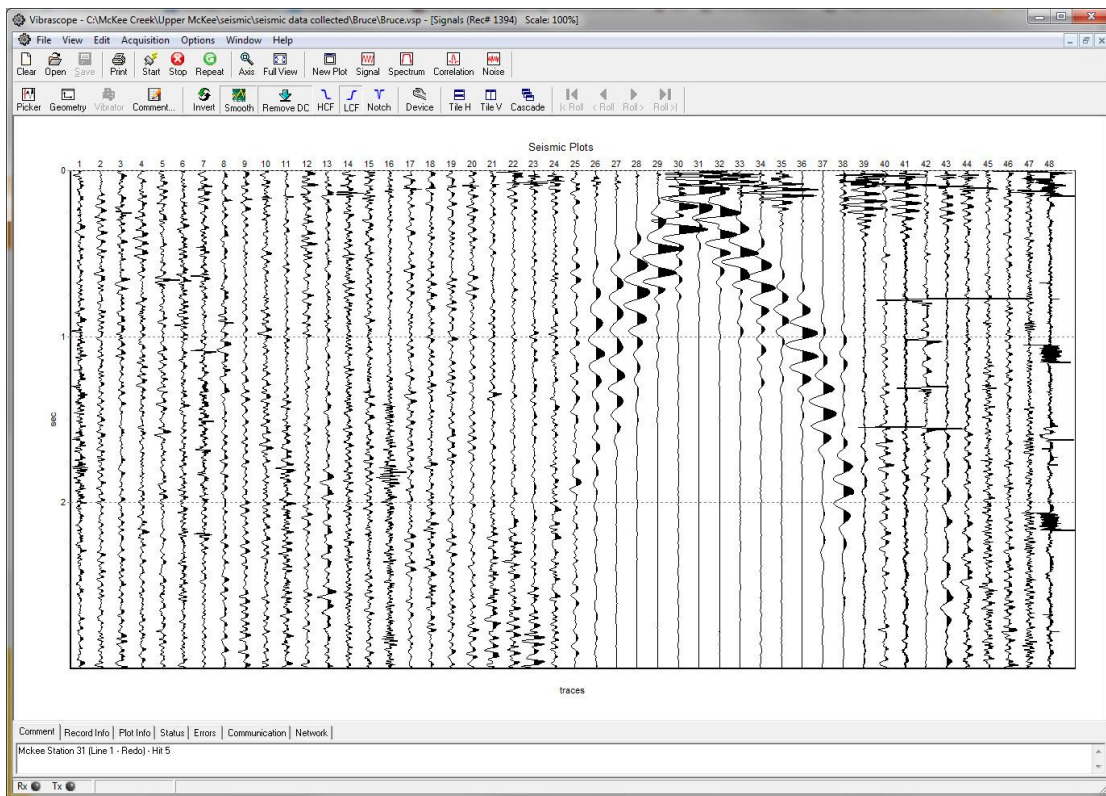 Vibrascope - C:\McKee Creek\Upper McKee\seismic\seismic data collected\Bruce\Bruce.vsp - [Signals (Rec# 1394) Scale: 100%]
File View Edit Acquisition Options Window Help
Clear Open Save Print Start Stop Repeat Axis Full View New Plot Signal Spectrum Correlation Noise
Picker Geometry Vibrator Comment... Invert Smooth Remove DC HCF LCF Notch Device Tile H Tile V Cascade |< Roll < Roll Roll > Roll >|
Seismic Plots
1 2 3 4 5 6 7 8 9 10 11 12 13 14 15 16 17 18 19 20 21 22 23 24 25 26 27 28 29 30 31 32 33 34 35 36 37 38 39 40 41 42 43 44 45 46 47 48
0
1
sec
2
traces
Comment Record Info Plot Info Status Errors Communication Network
Mckee Station 31 (Line 1 - Redo) - Hit 5
Rx Tx